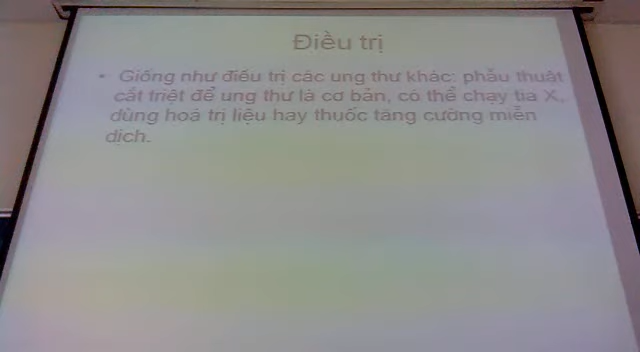 Điều trị
• Giống như điều trị các ung thư khác: phẫu thuật
cắt triệt để ung thư là cơ bản, có thể chạy tia X,
dùng hoá trị liệu hay thuốc tăng cường miễn
dịch.